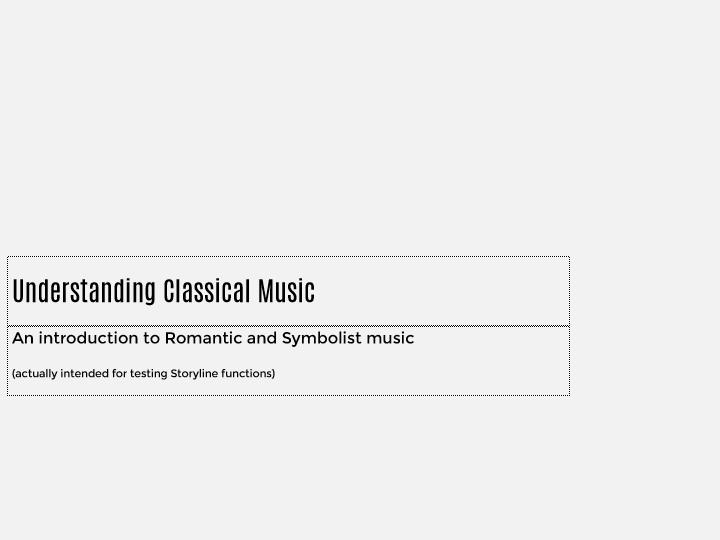 Understanding Classical Music
An introduction to Romantic and Symbolist music
(actually intended for testing Storyline functions)